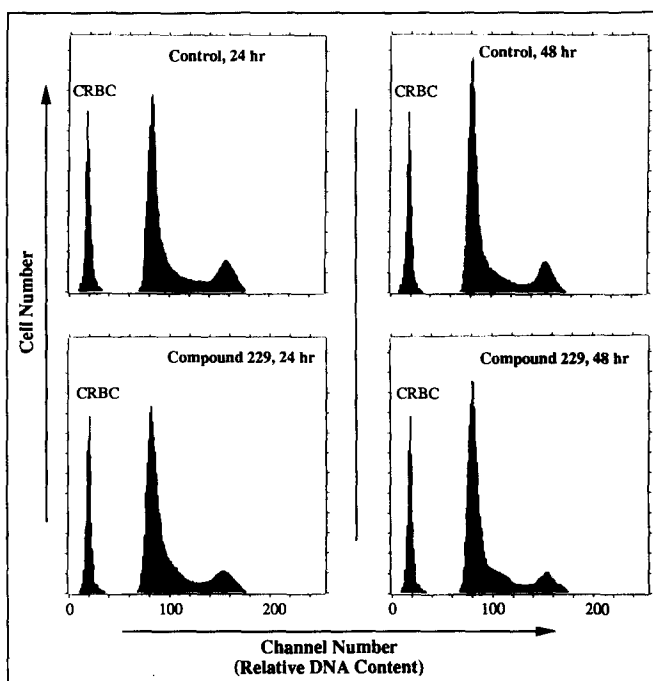 Control, 24 hr
CRBC
Control, 48 hr
CRBC
Cell Number
Compound 229, 24 hr
CRBC
Compound 229, 48 hr
CRBC
0 100 200
0 100 200
Channel Number
(Relative DNA Content)